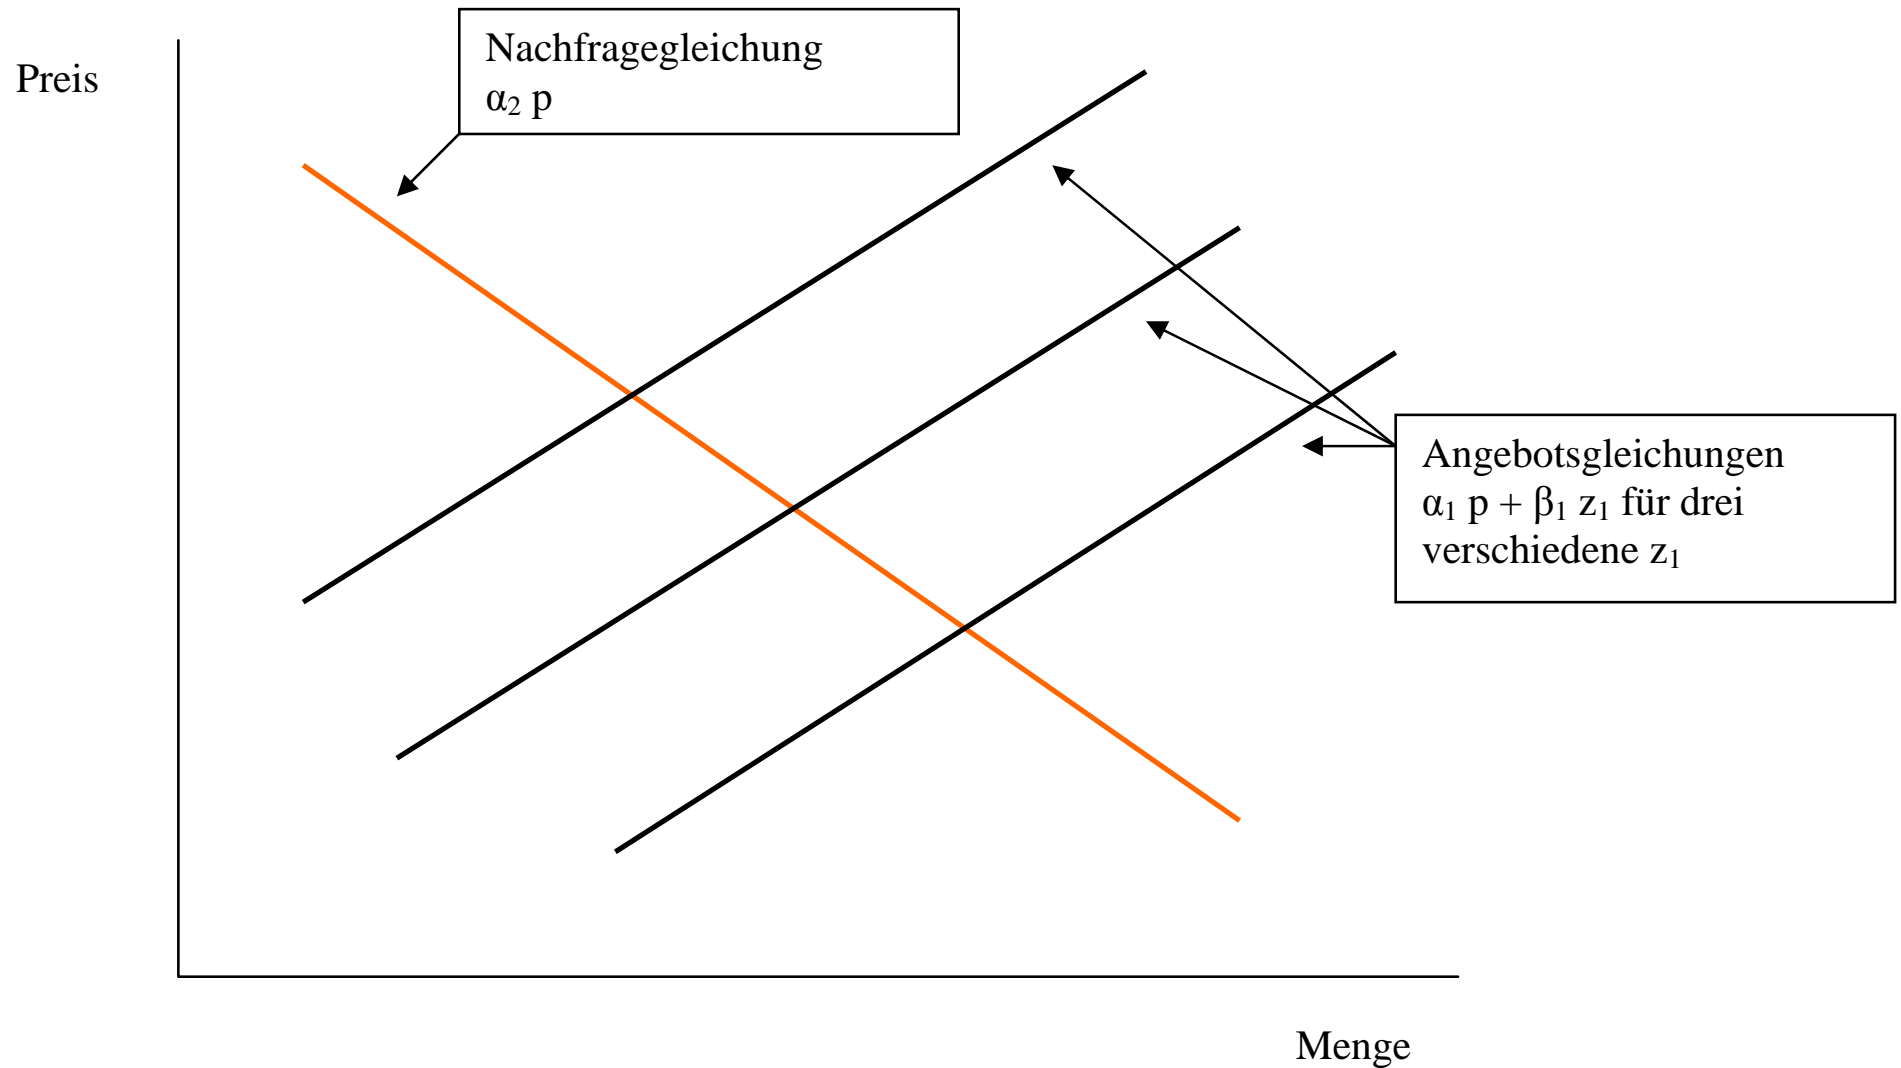 Preis
Nachfragegleichung
α₂ p
Angebotsgleichungen
α₁ p + β₁ z₁ für drei
verschiedene z₁
Menge